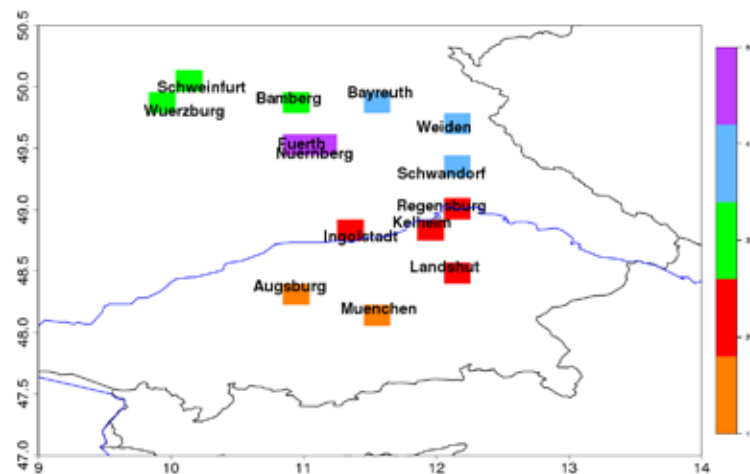 50.5
50.0
49.5
49.0
48.5
48.0
47.5
47.0
Schweinfurt
Wuerzburg
Bamberg
Bayreuth
Weiden
Fuerth
Nuernberg
Schwandorf
Regensburg
Kelheim
Ingolstadt
Landshut
Augsburg
Muenchen
9
10
11
12
13
14